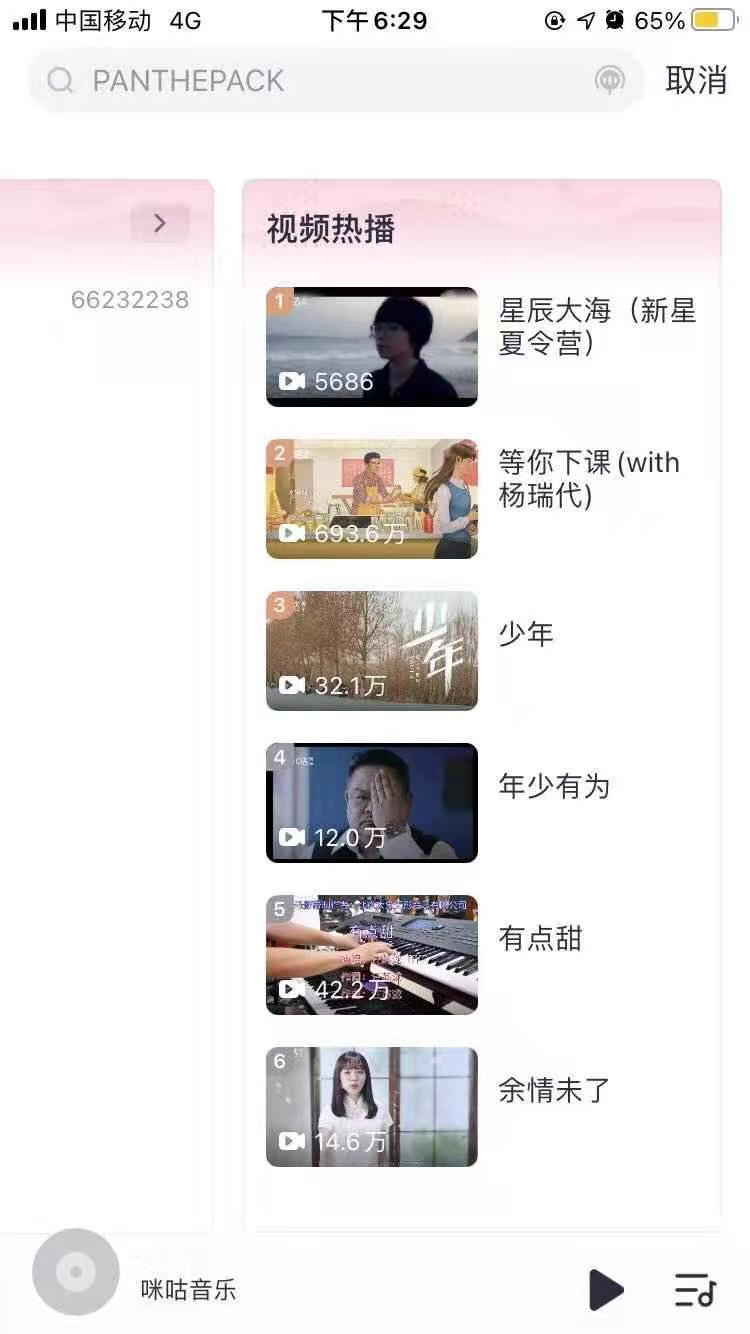 中国移动 4G 下午6:29 65%
PANTHEPACK 取消
视频热播
66232238
1
5686
星辰大海（新星
夏令营）
2
693.6万
等你下课(with
杨瑞代)
3
少年
32.1万
少年
4
12.0万
年少有为
5
有点甜
42.2万
有点甜
6
14.6万
余情未了
咪咕音乐